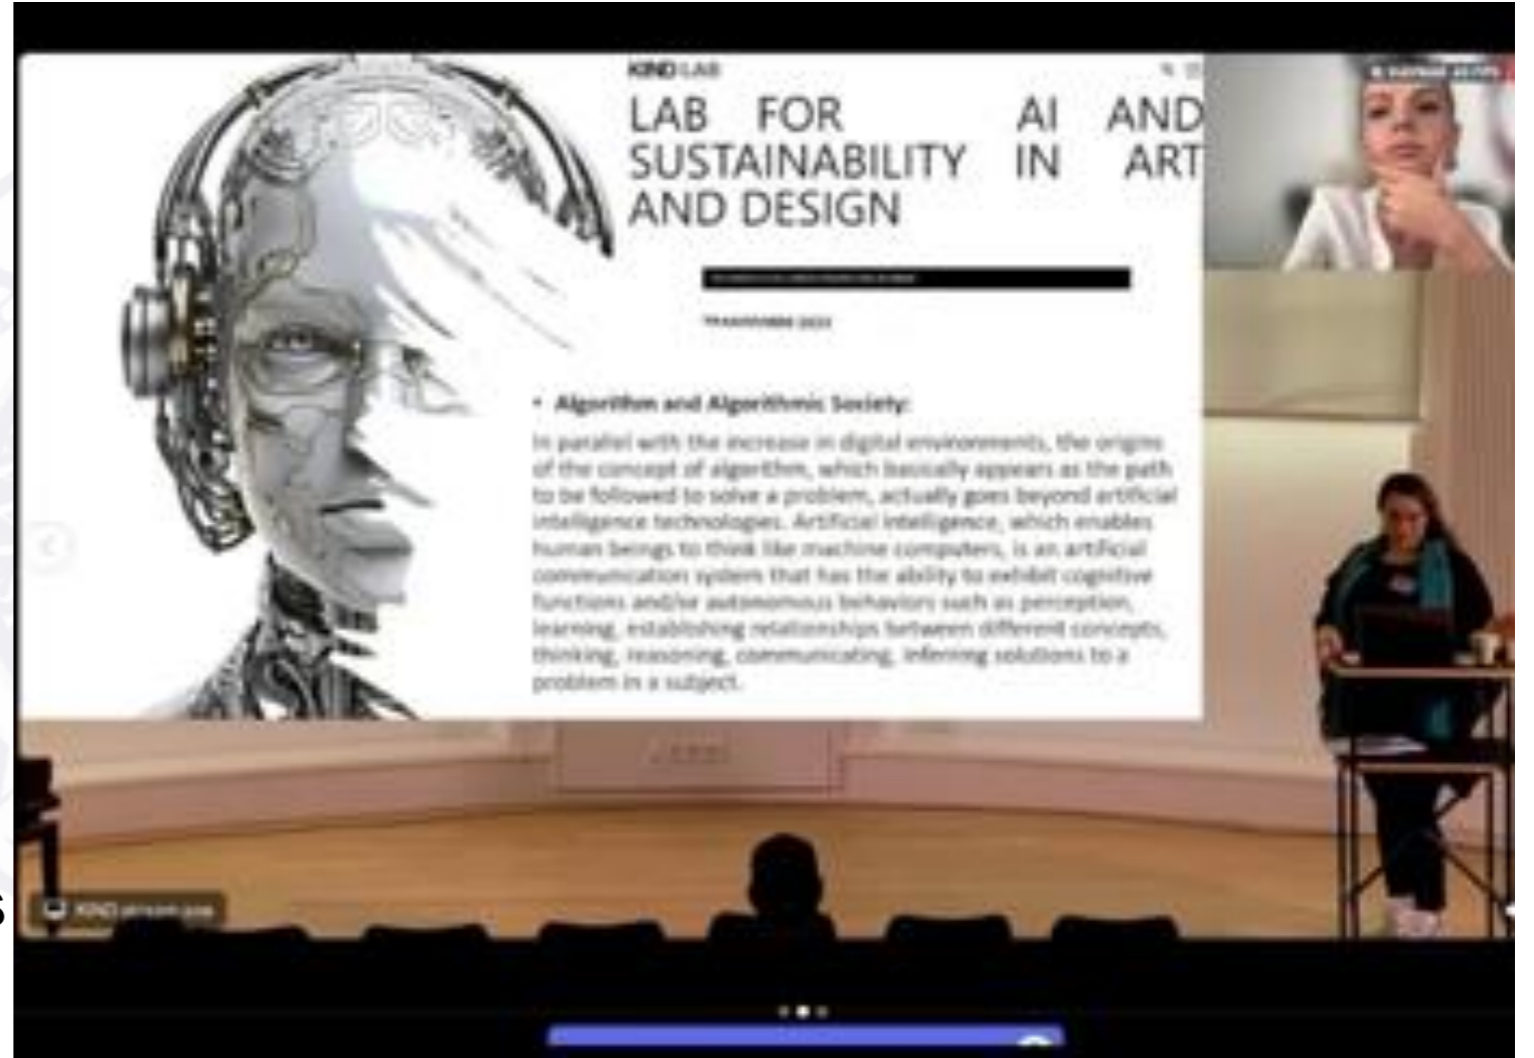 KIND LAB
LAB FOR AI AND
SUSTAINABILITY IN ART
AND DESIGN
• Algorithm and Algorithmic Society:
In parallel with the increase in digital environments, the origins
of the concept of algorithm, which basically appears as the path
to be followed to solve a problem, actually goes beyond artificial
intelligence technologies. Artificial intelligence, which enables
human beings to think like machine computers, is an artificial
communication system that has the ability to exhibit cognitive
functions and/or autonomous behaviors such as perception,
learning, establishing relationships between different concepts,
thinking, reasoning, communicating, inferring solutions to a
problem in a subject.
KIND
s